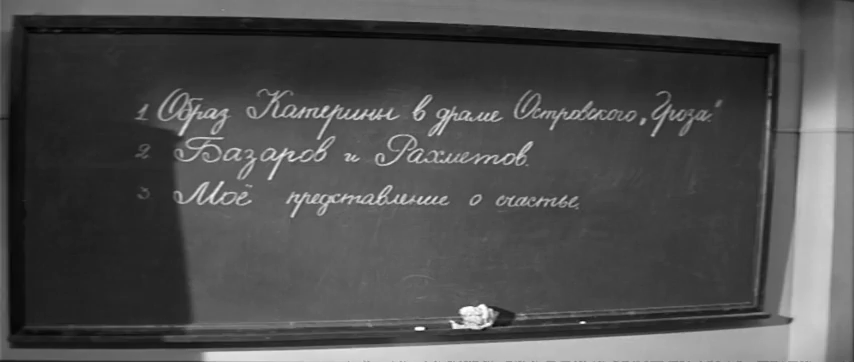 1 Образ Катерины в драме Островского „Гроза."
2 Базаров и Рахметов.
3 Моё представление о счастье.